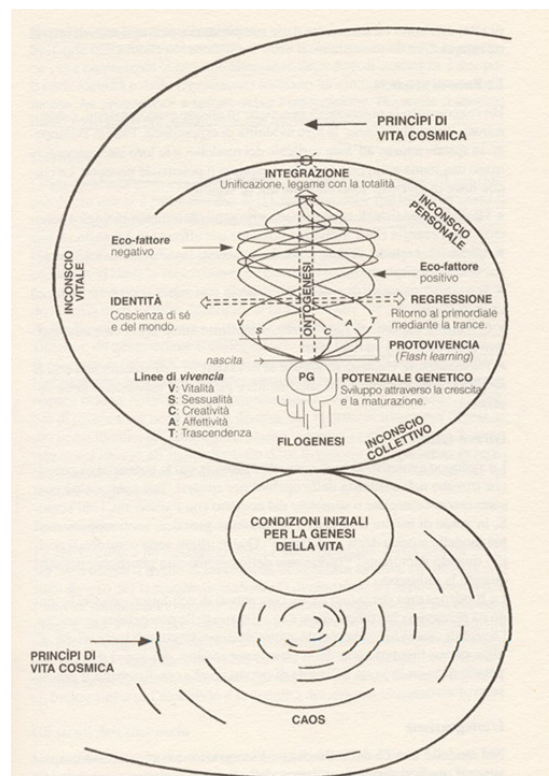 PRINCÌPI DI
VITA COSMICA
INTEGRAZIONE
Unificazione, legame con la totalità
INCONSCIO
PERSONALE
INCONSCIO
VITALE
Eco-fattore
negativo
Eco-fattore
positivo
ONTOGENESI
IDENTITÀ
Coscienza di sé
e del mondo.
REGRESSIONE
Ritorno al primordiale
mediante la trance.
V
S
C
A
T
PROTOVIVENCIA
(Flash learning)
nascita
Linee di vivencia
V: Vitalità
S: Sessualità
C: Creatività
A: Affettività
T: Trascendenza
PG
POTENZIALE GENETICO
Sviluppo attraverso la crescita
e la maturazione.
FILOGENESI
INCONSCIO
COLLETTIVO
CONDIZIONI INIZIALI
PER LA GENESI
DELLA VITA
PRINCÌPI DI
VITA COSMICA
CAOS